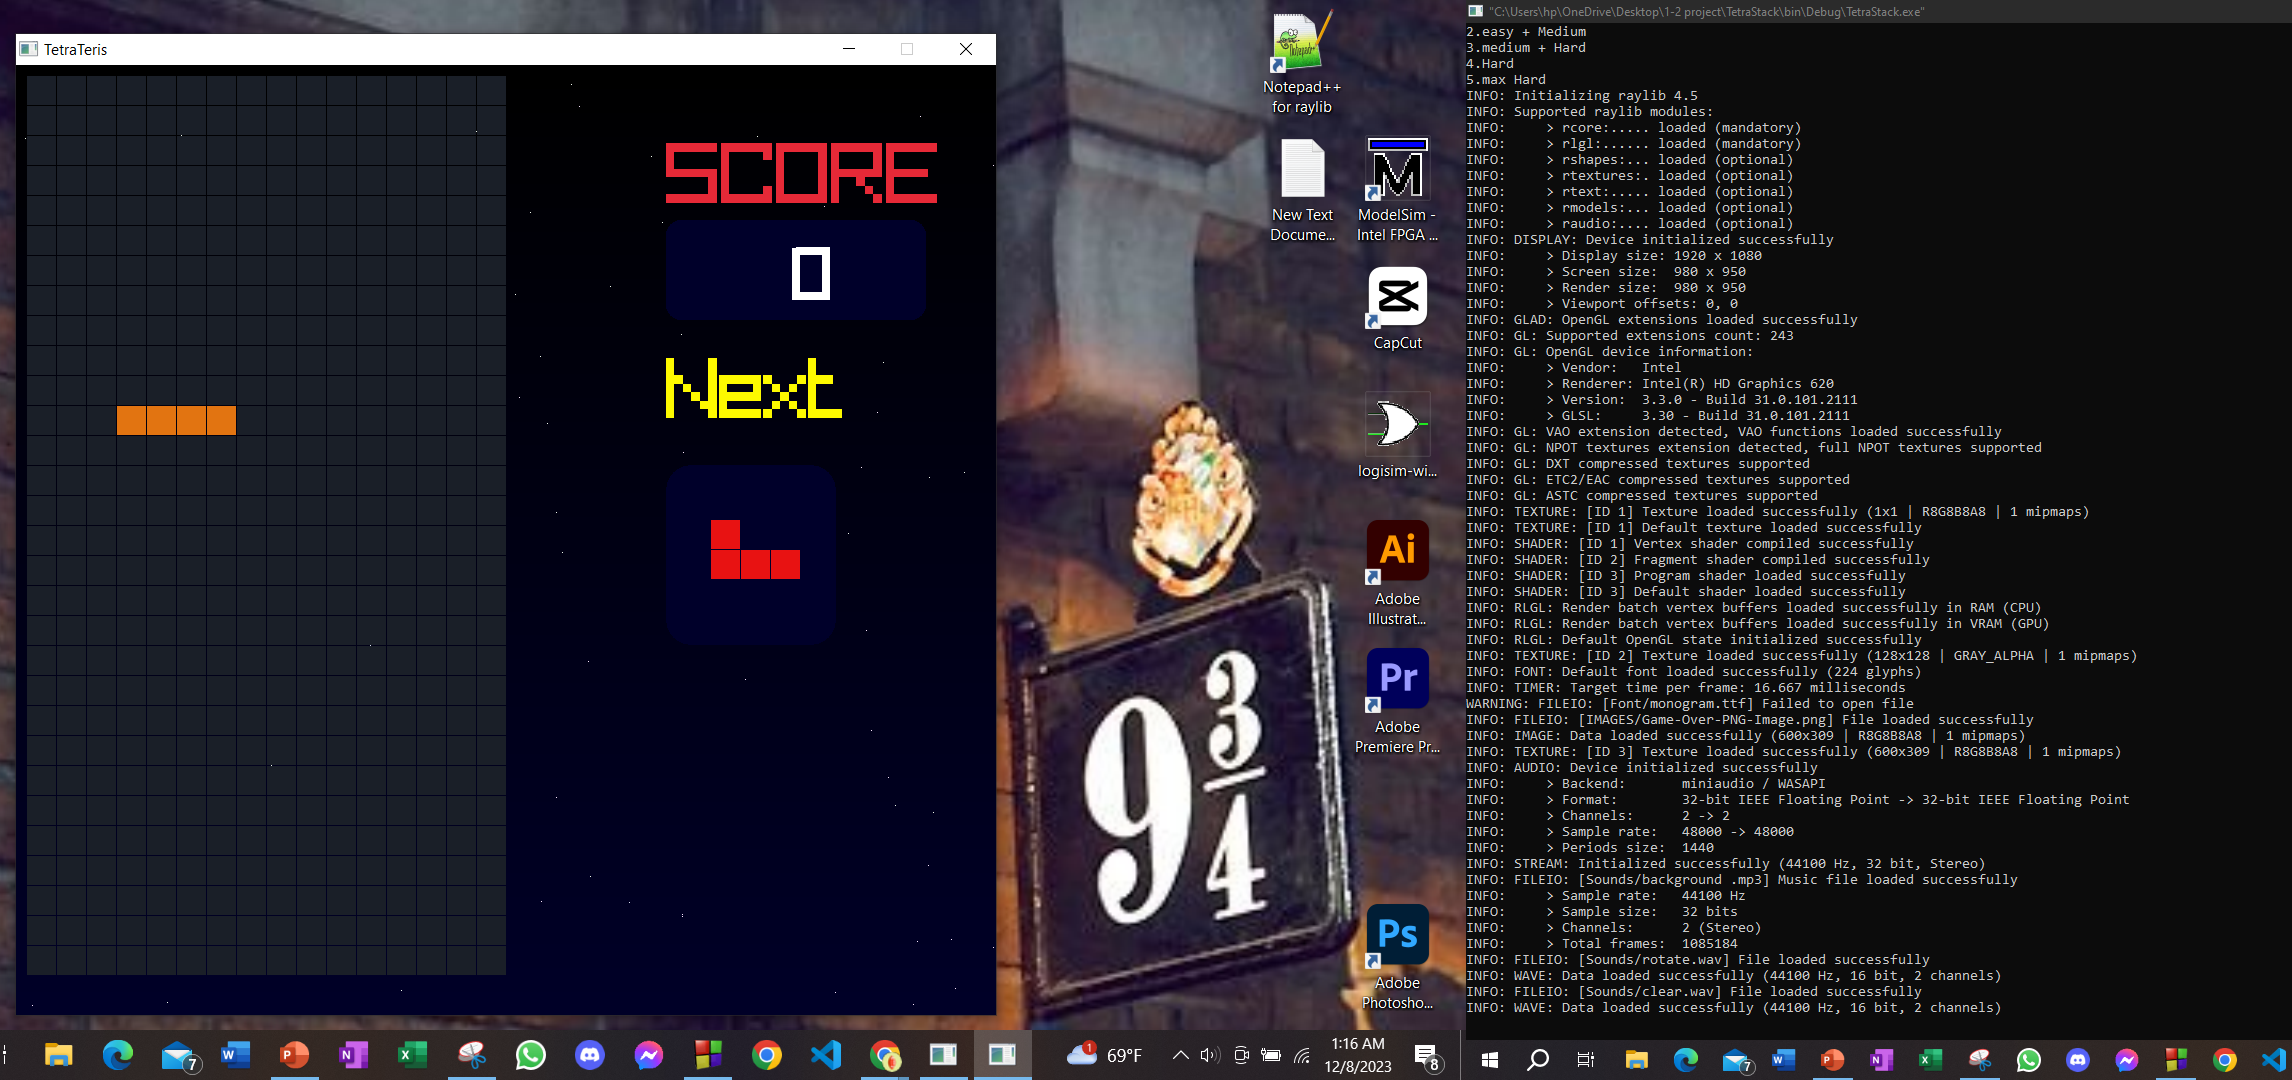 TetraTeris
SCORE
0
Next
Notepad++
for raylib
New Text
Docume...
ModelSim -
Intel FPGA ...
CapCut
logisim-wi...
Ai
Adobe
Illustrat...
Pr
Adobe
Premiere Pr...
Ps
Adobe
Photosho...
9 3/4
7
1
69°F
1:16 AM
12/8/2023
8
"C:\Users\hp\OneDrive\Desktop\1-2 project\TetraStack\bin\Debug\TetraStack.exe"
2.easy + Medium
3.medium + Hard
4.Hard
5.max Hard
INFO: Initializing raylib 4.5
INFO: Supported raylib modules:
INFO:     > rcore:..... loaded (mandatory)
INFO:     > rlgl:...... loaded (mandatory)
INFO:     > rshapes:... loaded (optional)
INFO:     > rtextures:. loaded (optional)
INFO:     > rtext:..... loaded (optional)
INFO:     > rmodels:... loaded (optional)
INFO:     > raudio:.... loaded (optional)
INFO: DISPLAY: Device initialized successfully
INFO:     > Display size: 1920 x 1080
INFO:     > Screen size:  980 x 950
INFO:     > Render size:  980 x 950
INFO:     > Viewport offsets: 0, 0
INFO: GLAD: OpenGL extensions loaded successfully
INFO: GL: Supported extensions count: 243
INFO: GL: OpenGL device information:
INFO:     > Vendor:   Intel
INFO:     > Renderer: Intel(R) HD Graphics 620
INFO:     > Version:  3.3.0 - Build 31.0.101.2111
INFO:     > GLSL:     3.30 - Build 31.0.101.2111
INFO: GL: VAO extension detected, VAO functions loaded successfully
INFO: GL: NPOT textures extension detected, full NPOT textures supported
INFO: GL: DXT compressed textures supported
INFO: GL: ETC2/EAC compressed textures supported
INFO: GL: ASTC compressed textures supported
INFO: TEXTURE: [ID 1] Texture loaded successfully (1x1 | R8G8B8A8 | 1 mipmaps)
INFO: TEXTURE: [ID 1] Default texture loaded successfully
INFO: SHADER: [ID 1] Vertex shader compiled successfully
INFO: SHADER: [ID 2] Fragment shader compiled successfully
INFO: SHADER: [ID 3] Program shader loaded successfully
INFO: SHADER: [ID 3] Default shader loaded successfully
INFO: RLGL: Render batch vertex buffers loaded successfully in RAM (CPU)
INFO: RLGL: Render batch vertex buffers loaded successfully in VRAM (GPU)
INFO: RLGL: Default OpenGL state initialized successfully
INFO: TEXTURE: [ID 2] Texture loaded successfully (128x128 | GRAY_ALPHA | 1 mipmaps)
INFO: FONT: Default font loaded successfully (224 glyphs)
INFO: TIMER: Target time per frame: 16.667 milliseconds
WARNING: FILEIO: [Font/monogram.ttf] Failed to open file
INFO: FILEIO: [IMAGES/Game-Over-PNG-Image.png] File loaded successfully
INFO: IMAGE: Data loaded successfully (600x309 | R8G8B8A8 | 1 mipmaps)
INFO: TEXTURE: [ID 3] Texture loaded successfully (600x309 | R8G8B8A8 | 1 mipmaps)
INFO: AUDIO: Device initialized successfully
INFO:     > Backend:       miniaudio / WASAPI
INFO:     > Format:        32-bit IEEE Floating Point -> 32-bit IEEE Floating Point
INFO:     > Channels:      2 -> 2
INFO:     > Sample rate:   48000 -> 48000
INFO:     > Periods size:  1440
INFO: STREAM: Initialized successfully (44100 Hz, 32 bit, Stereo)
INFO: FILEIO: [Sounds/background .mp3] Music file loaded successfully
INFO:     > Sample rate:   44100 Hz
INFO:     > Sample size:   32 bits
INFO:     > Channels:      2 (Stereo)
INFO:     > Total frames:  1085184
INFO: FILEIO: [Sounds/rotate.wav] File loaded successfully
INFO: WAVE: Data loaded successfully (44100 Hz, 16 bit, 2 channels)
INFO: FILEIO: [Sounds/clear.wav] File loaded successfully
INFO: WAVE: Data loaded successfully (44100 Hz, 16 bit, 2 channels)
7